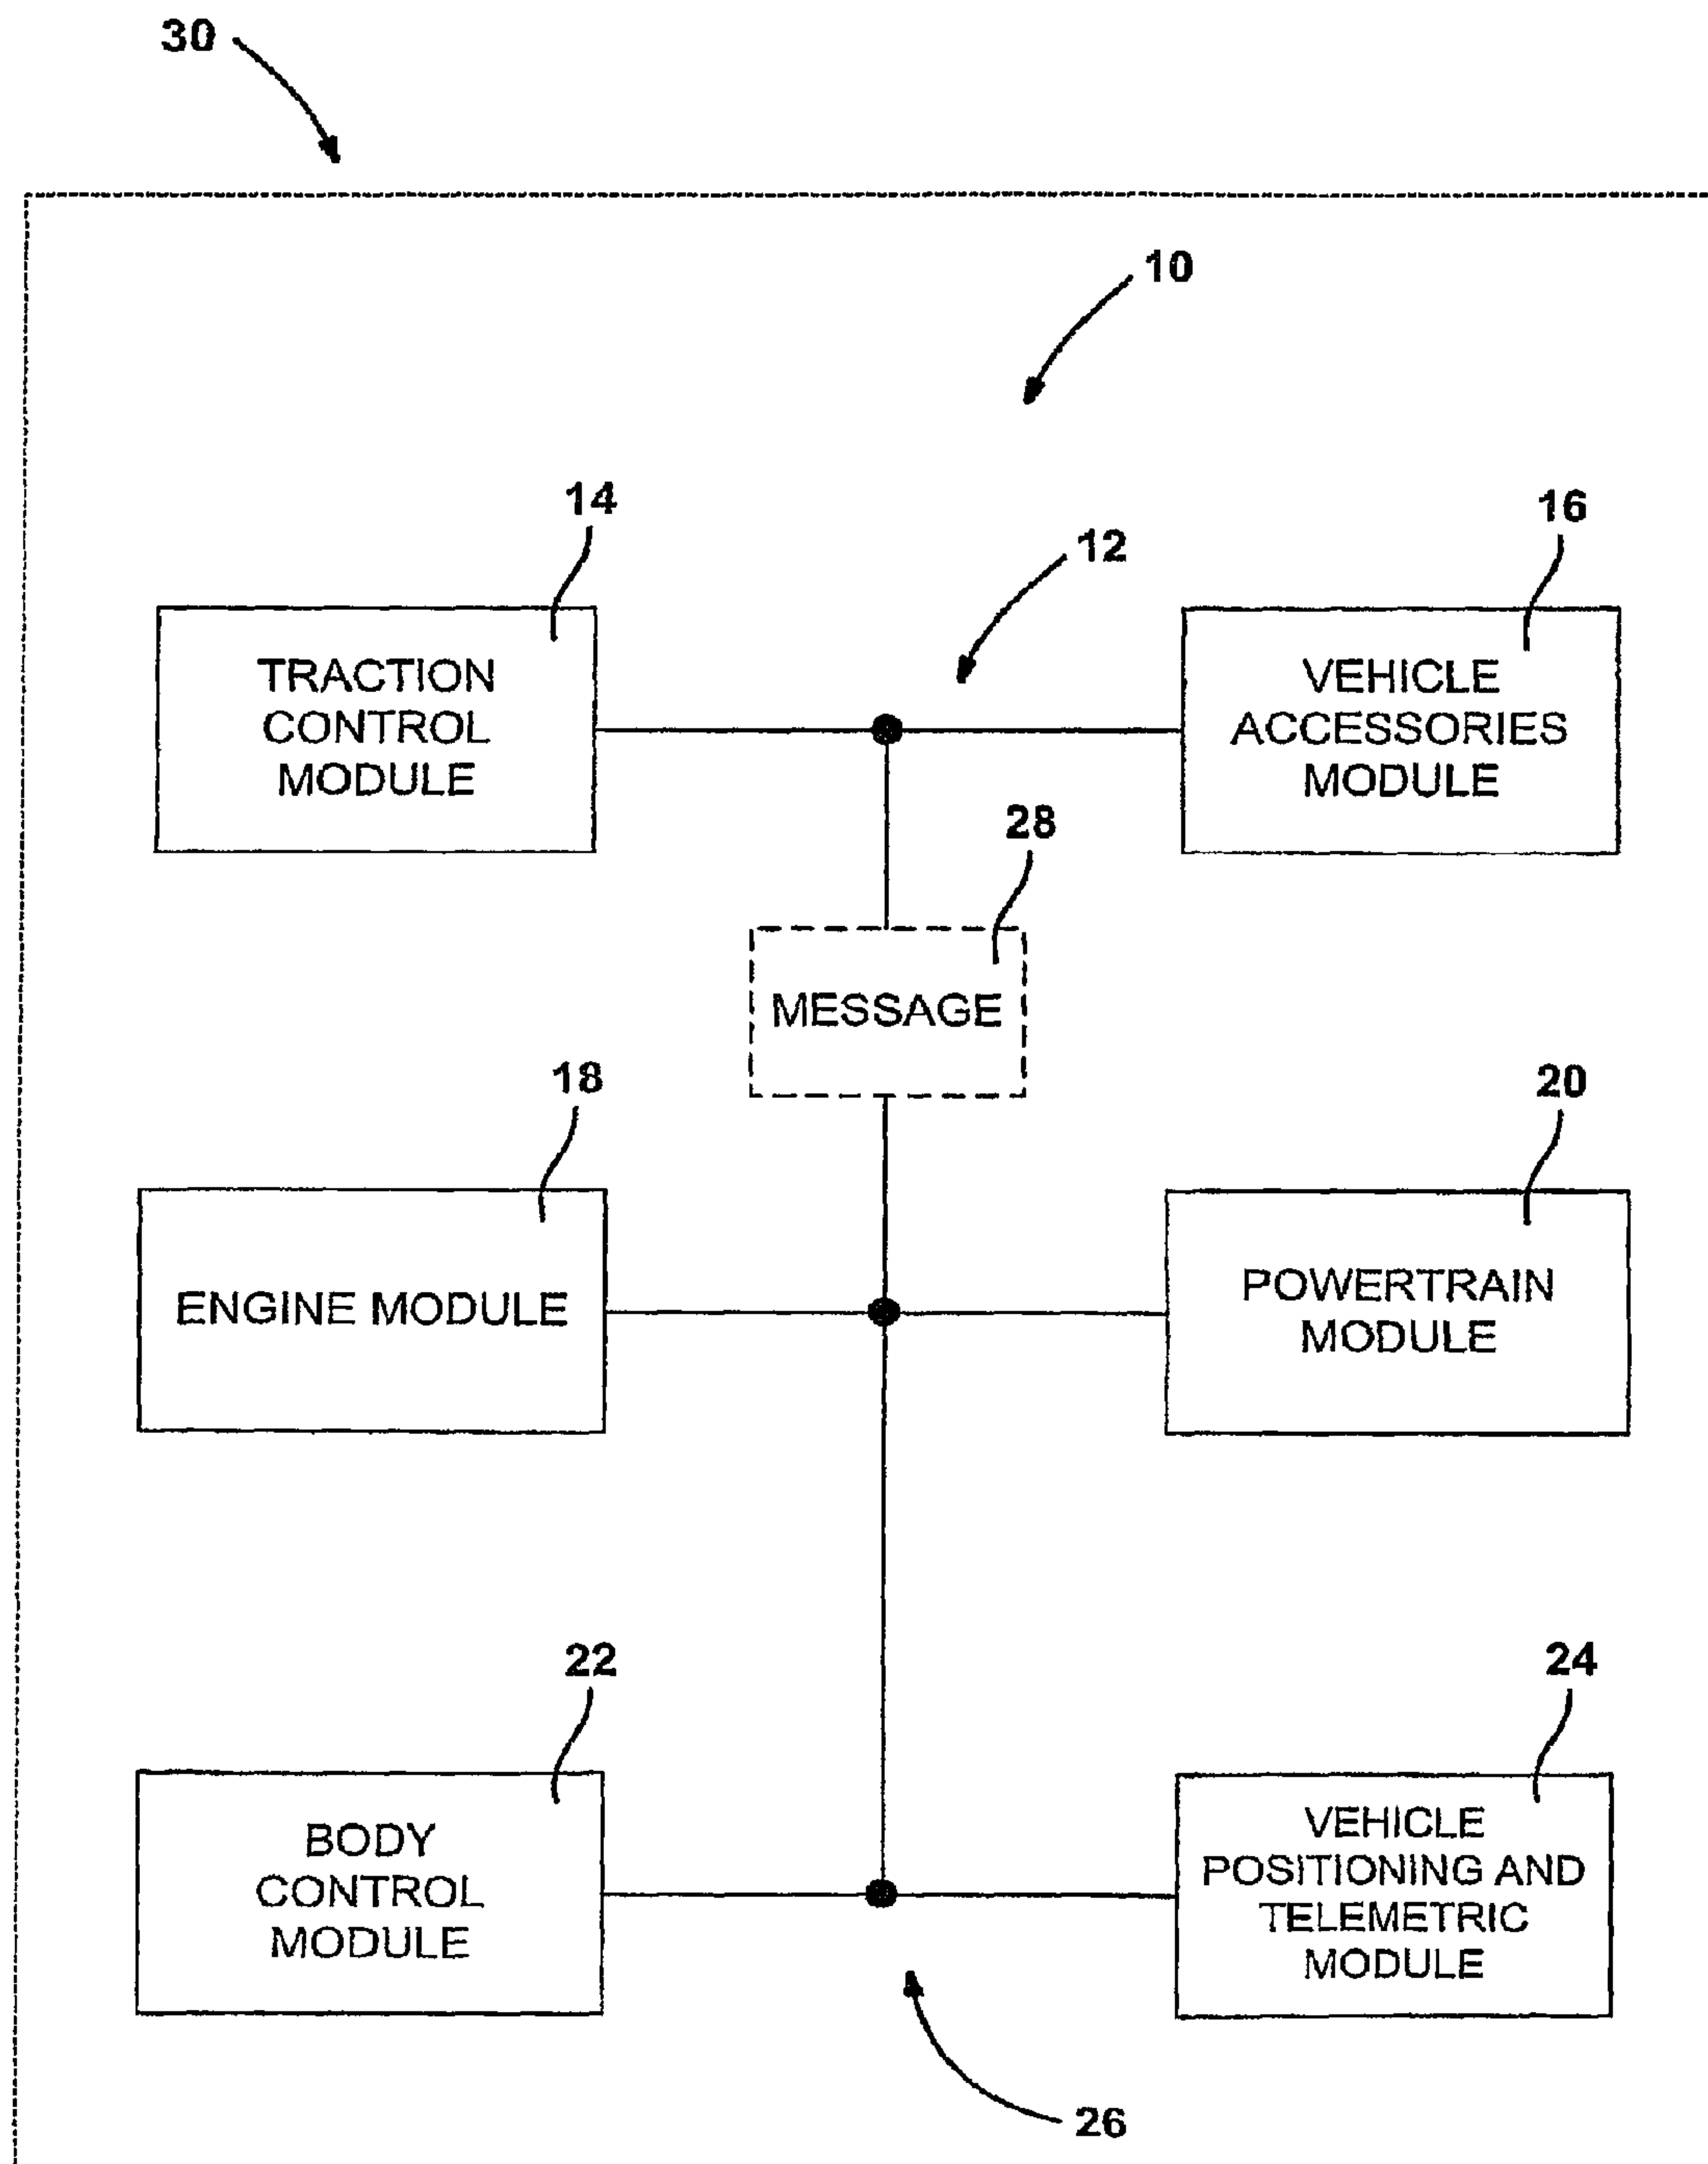 30
10
14
16
12
TRACTION
CONTROL
MODULE
VEHICLE
ACCESSORIES
MODULE
28
MESSAGE
18
20
ENGINE MODULE
POWERTRAIN
MODULE
22
24
BODY
CONTROL
MODULE
VEHICLE
POSITIONING AND
TELEMETRIC
MODULE
26